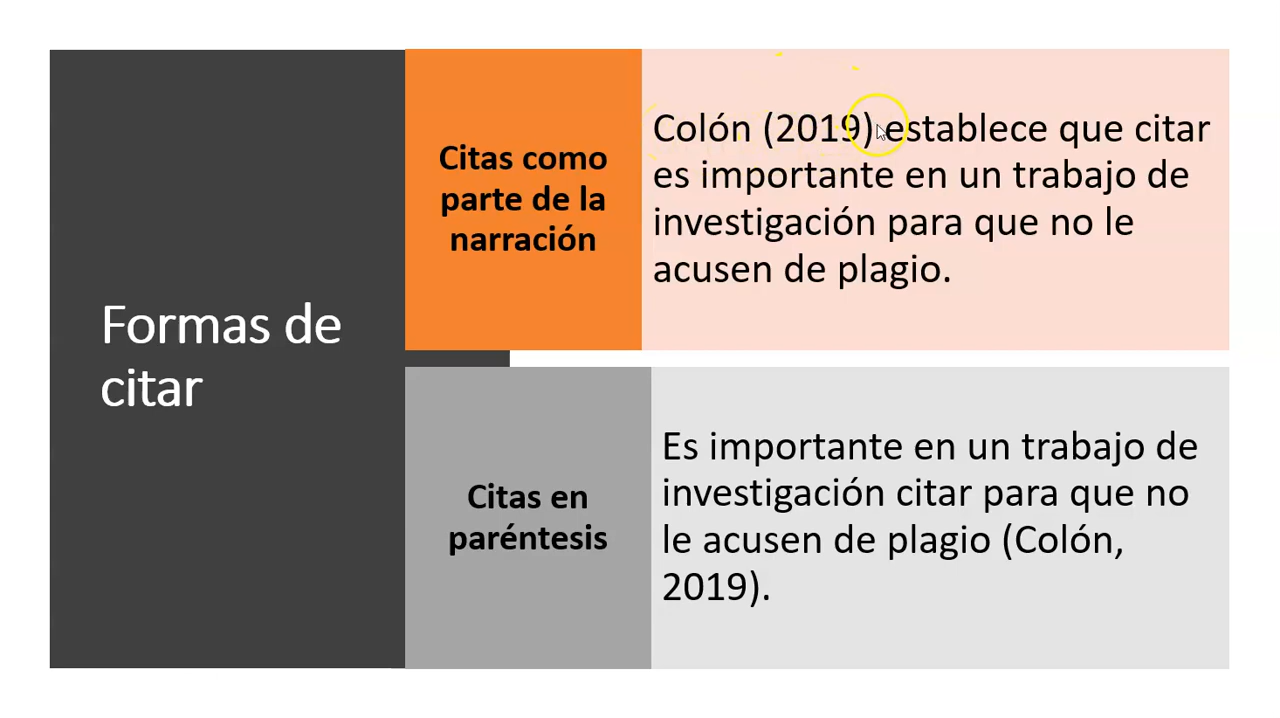 Formas de
citar
Citas como
parte de la
narración
Colón (2019) establece que citar
es importante en un trabajo de
investigación para que no le
acusen de plagio.
Citas en
paréntesis
Es importante en un trabajo de
investigación citar para que no
le acusen de plagio (Colón,
2019).